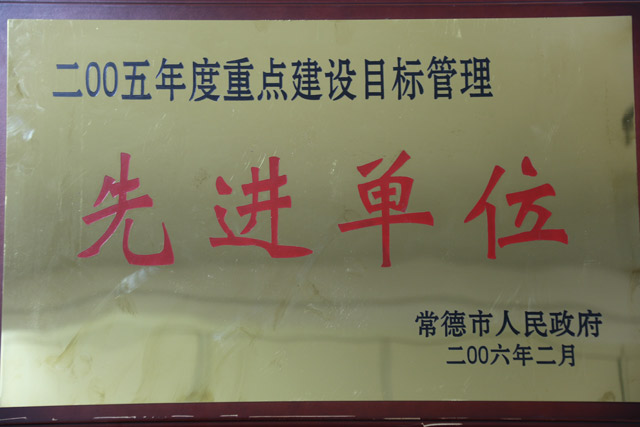 二00五年度重点建设目标管理
先进单位
常德市人民政府
二00六年二月